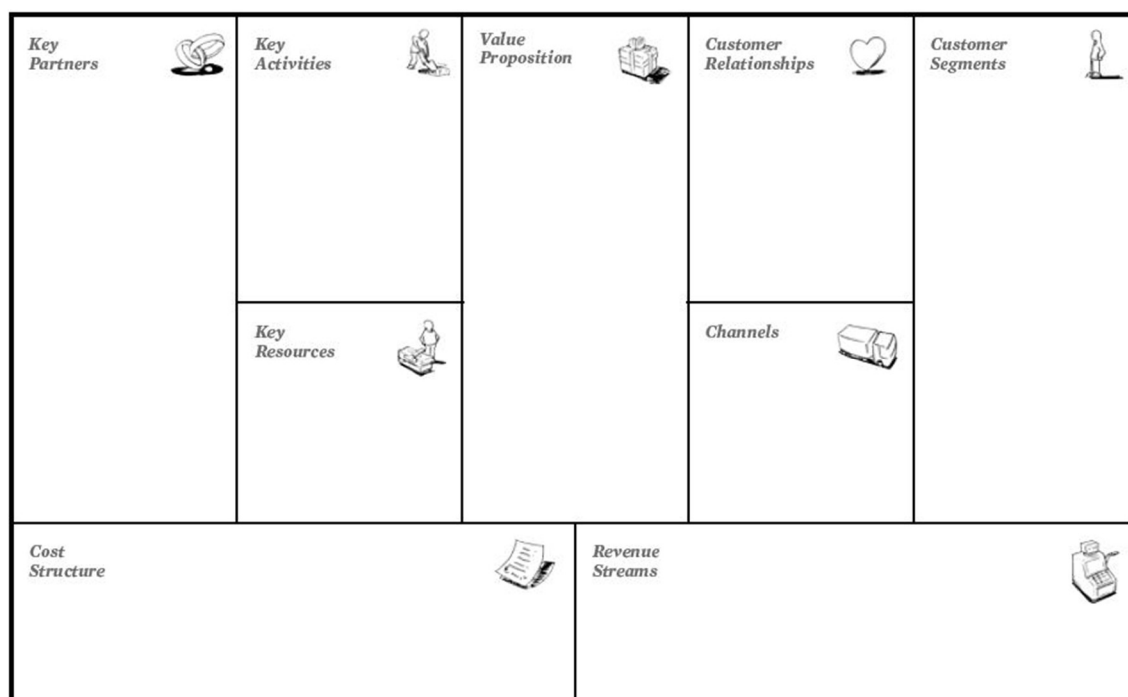 Key
Partners
Key
Activities
Value
Proposition
Customer
Relationships
Customer
Segments
Key
Resources
Channels
Cost
Structure
Revenue
Streams